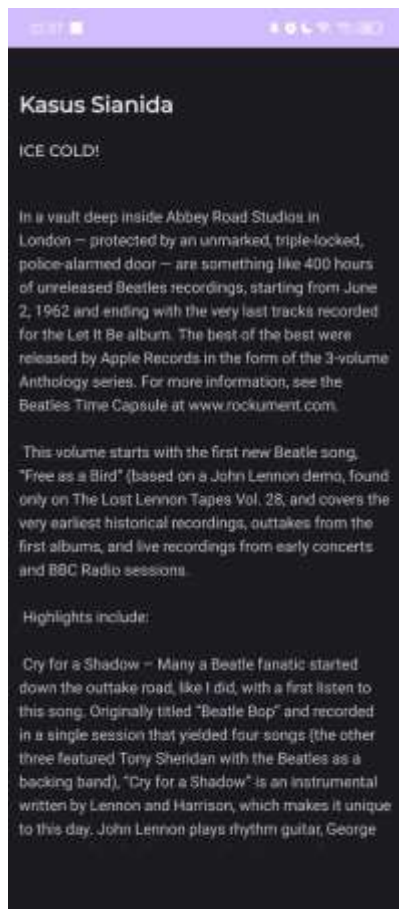 Kasus Sianida
ICE COLD!
In a vault deep inside Abbey Road Studios in
London — protected by an unmarked, triple-locked,
police-alarmed door — are something like 400 hours
of unreleased Beatles recordings, starting from June
2, 1962 and ending with the very last tracks recorded
for the Let It Be album. The best of the best were
released by Apple Records in the form of the 3-volume
Anthology series. For more information, see the
Beatles Time Capsule at www.rockument.com.
This volume starts with the first new Beatle song,
"Free as a Bird" (based on a John Lennon demo, found
only on The Lost Lennon Tapes Vol. 28, and covers the
very earliest historical recordings, outtakes from the
first albums, and live recordings from early concerts
and BBC Radio sessions.
Highlights include:
Cry for a Shadow – Many a Beatle fanatic started
down the outtake road, like I did, with a first listen to
this song. Originally titled "Beatle Bop" and recorded
in a single session that yielded four songs (the other
three featured Tony Sheridan with the Beatles as a
backing band), "Cry for a Shadow" is an instrumental
written by Lennon and Harrison, which makes it unique
to this day. John Lennon plays rhythm guitar, George